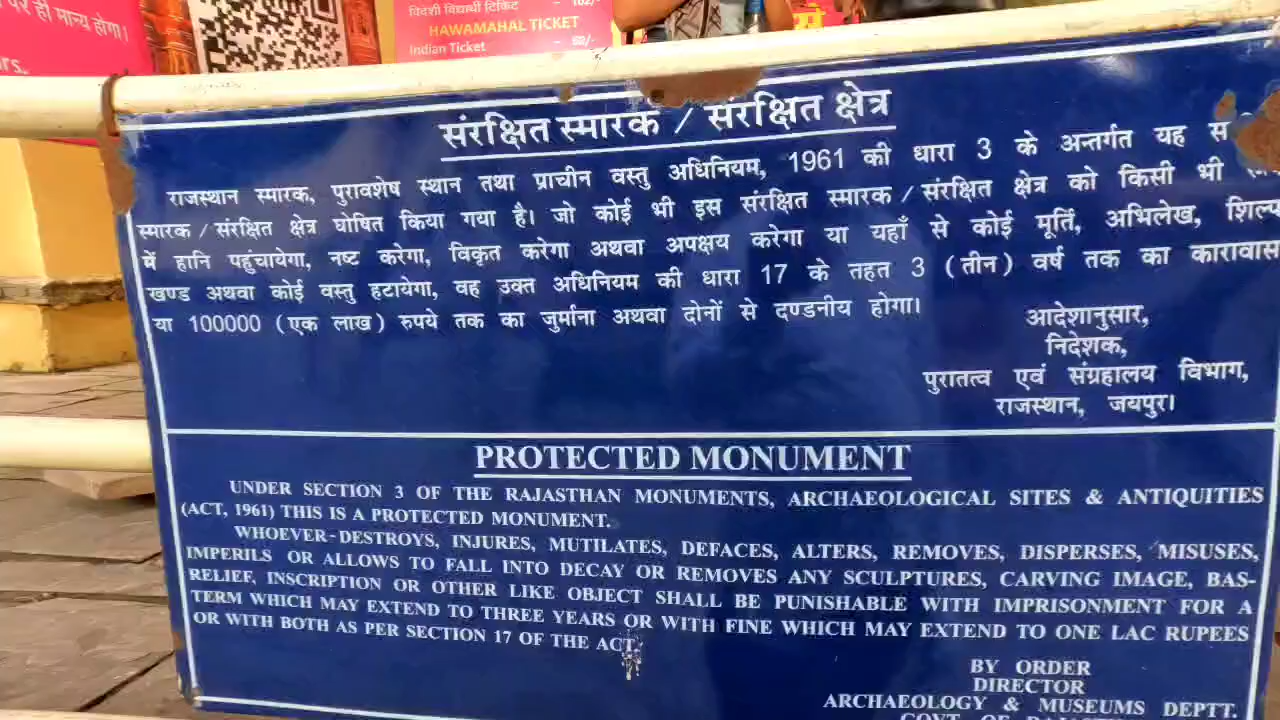 पर ही मान्य होगा।
rs.
विदेशी विद्यार्थी टिकिट - 102/-
HAWAMAHAL TICKET
Indian Ticket - 52/-
संरक्षित स्मारक / संरक्षित क्षेत्र
राजस्थान स्मारक, पुरावशेष स्थान तथा प्राचीन वस्तु अधिनियम, 1961 की धारा 3 के अन्तर्गत यह सं
स्मारक / संरक्षित क्षेत्र घोषित किया गया है। जो कोई भी इस संरक्षित स्मारक / संरक्षित क्षेत्र को किसी भी
में हानि पहुंचायेगा, नष्ट करेगा, विकृत करेगा अथवा अपक्षय करेगा या यहाँ से कोई मूर्ति, अभिलेख, शिल्प
खण्ड अथवा कोई वस्तु हटायेगा, वह उक्त अधिनियम की धारा 17 के तहत 3 (तीन) वर्ष तक का कारावास
या 100000 (एक लाख) रुपये तक का जुर्माना अथवा दोनों से दण्डनीय होगा।
आदेशानुसार,
निदेशक,
पुरातत्व एवं संग्रहालय विभाग,
राजस्थान, जयपुर।
PROTECTED MONUMENT
UNDER SECTION 3 OF THE RAJASTHAN MONUMENTS, ARCHAEOLOGICAL SITES & ANTIQUITIES
(ACT, 1961) THIS IS A PROTECTED MONUMENT.
WHOEVER-DESTROYS, INJURES, MUTILATES, DEFACES, ALTERS, REMOVES, DISPERSES, MISUSES,
IMPERILS OR ALLOWS TO FALL INTO DECAY OR REMOVES ANY SCULPTURES, CARVING IMAGE, BAS-
RELIEF, INSCRIPTION OR OTHER LIKE OBJECT SHALL BE PUNISHABLE WITH IMPRISONMENT FOR A
TERM WHICH MAY EXTEND TO THREE YEARS OR WITH FINE WHICH MAY EXTEND TO ONE LAC RUPEES
OR WITH BOTH AS PER SECTION 17 OF THE ACT.
BY ORDER
DIRECTOR
ARCHAEOLOGY & MUSEUMS DEPTT.